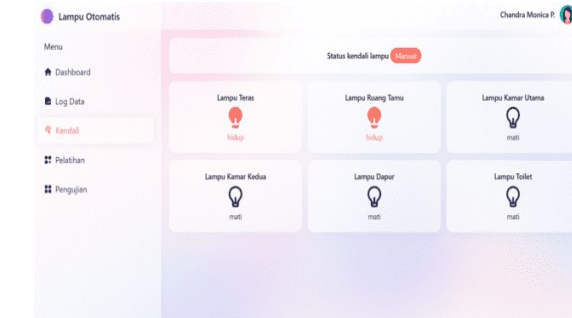 Lampu Otomatis
Chandra Monica P.
Menu
Dashboard
Log Data
Kendali
Pelatihan
Pengujian
Status kendali lampu Manual
Lampu Teras
hidup
Lampu Ruang Tamu
hidup
Lampu Kamar Utama
mati
Lampu Kamar Kedua
mati
Lampu Dapur
mati
Lampu Toilet
mati